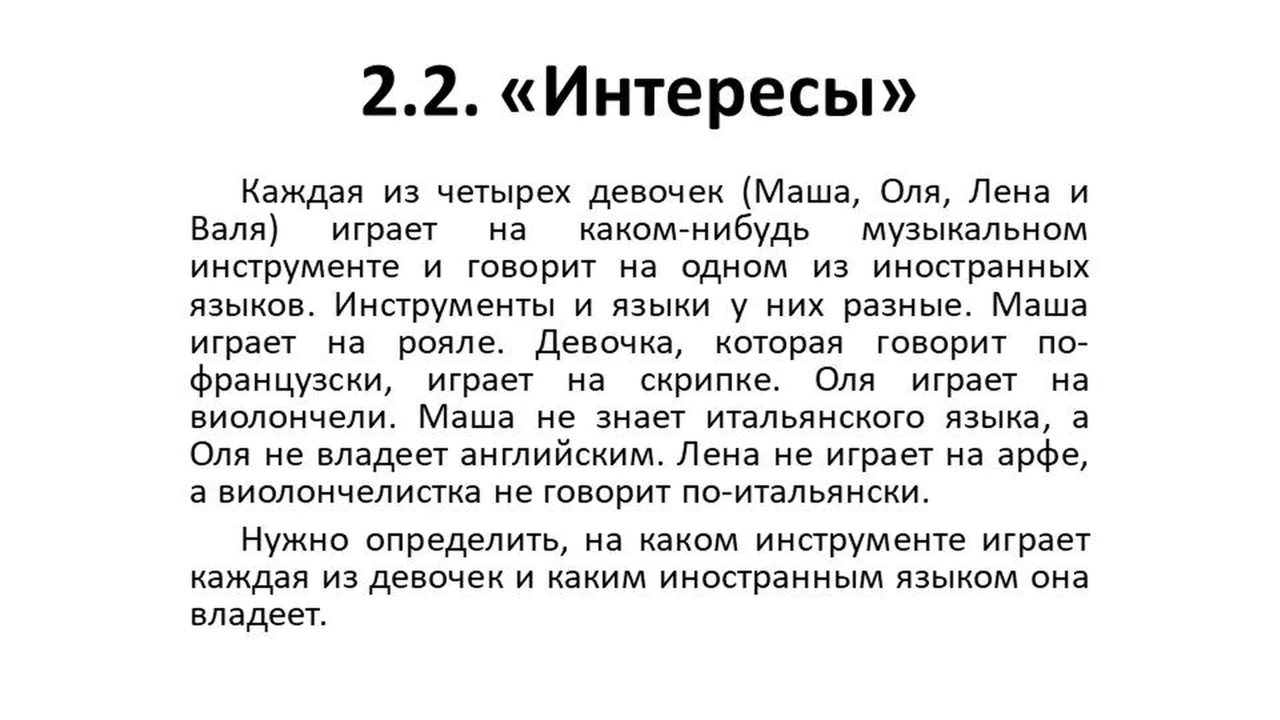 2.2. «Интересы»
Каждая из четырех девочек (Маша, Оля, Лена и
Валя) играет на каком-нибудь музыкальном
инструменте и говорит на одном из иностранных
языков. Инструменты и языки у них разные. Маша
играет на рояле. Девочка, которая говорит по-
французски, играет на скрипке. Оля играет на
виолончели. Маша не знает итальянского языка, а
Оля не владеет английским. Лена не играет на арфе,
а виолончелистка не говорит по-итальянски.
Нужно определить, на каком инструменте играет
каждая из девочек и каким иностранным языком она
владеет.